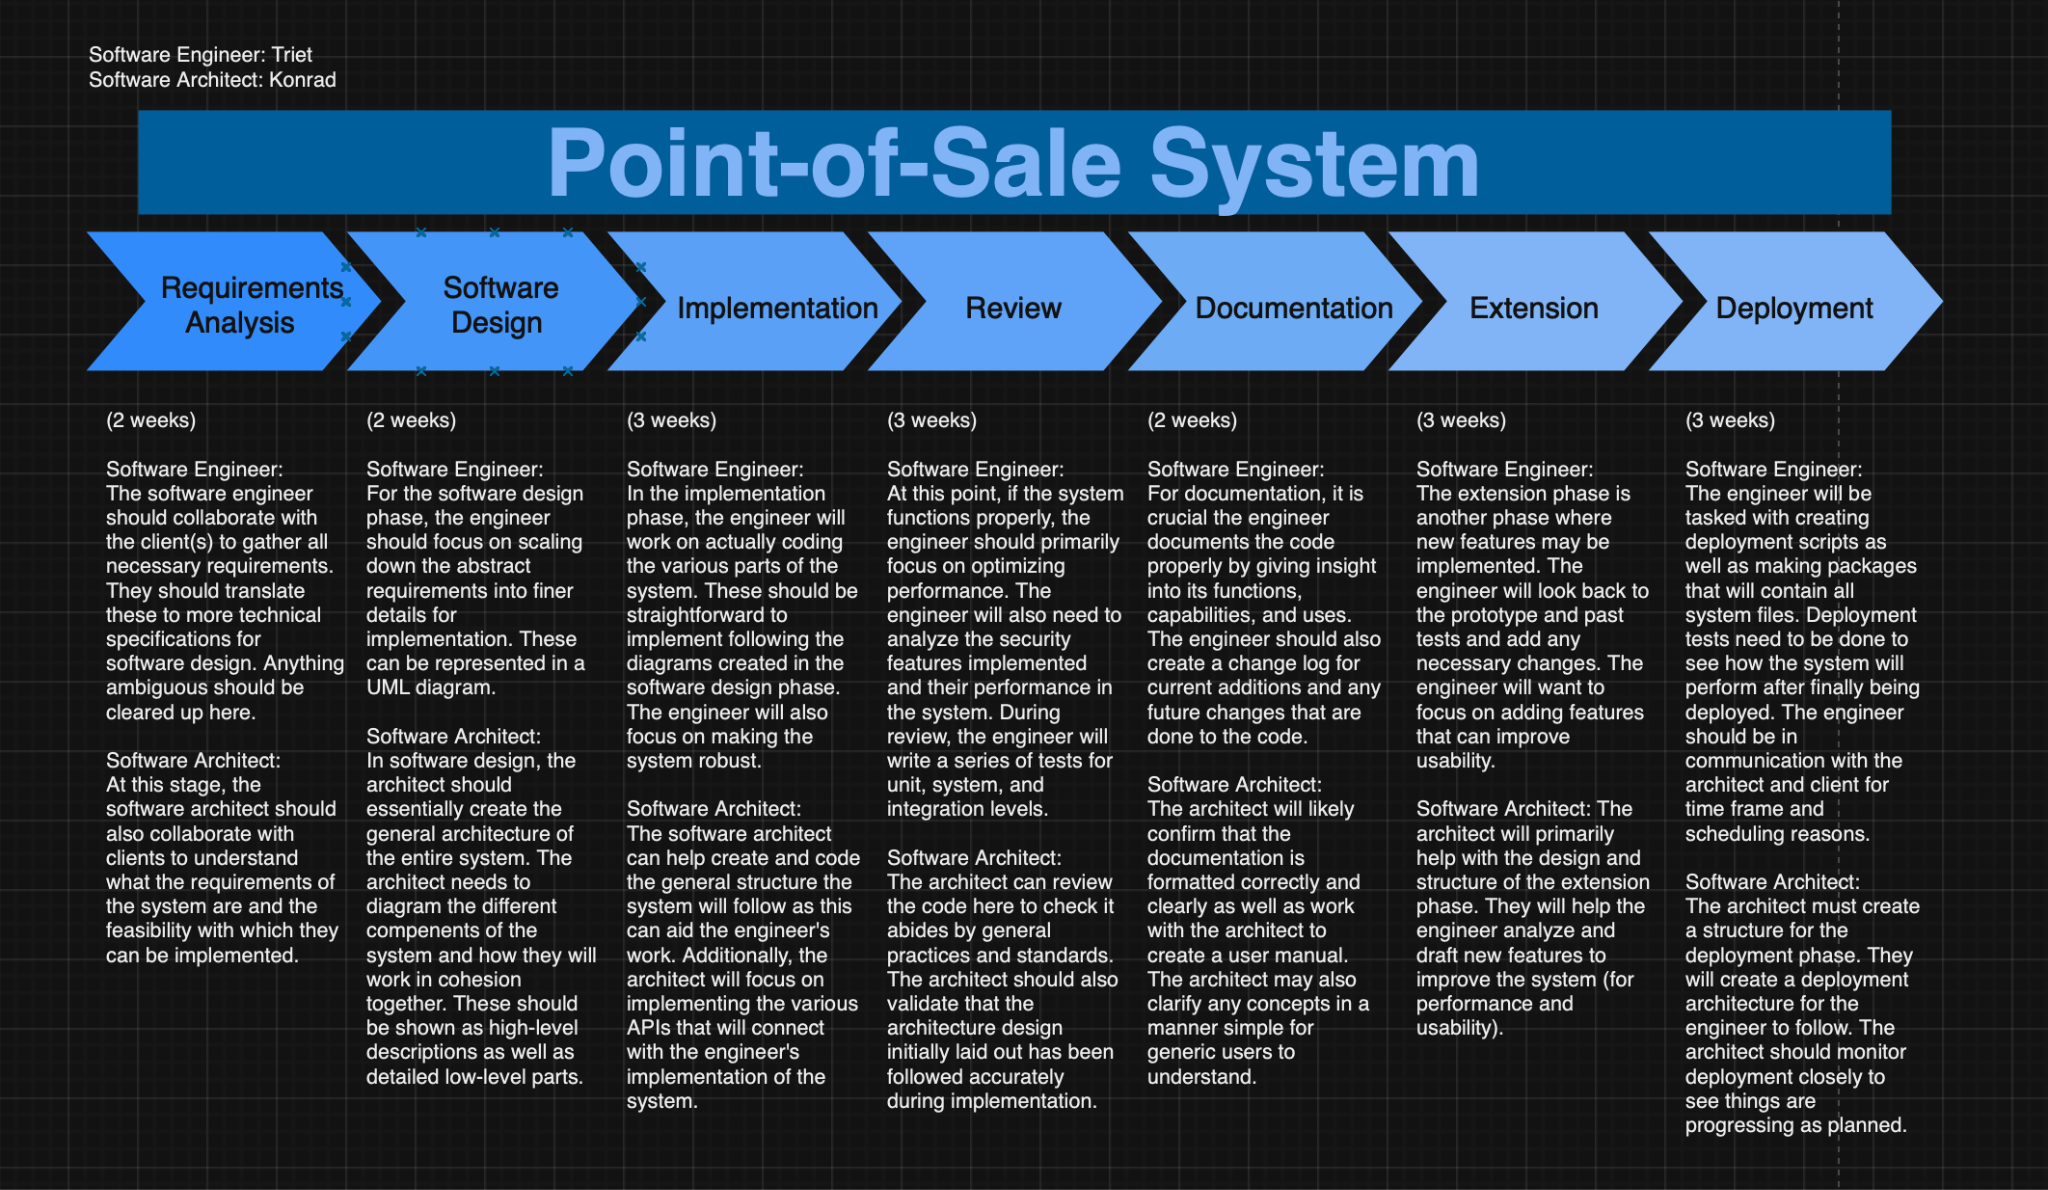 Software Engineer: Triet
Software Architect: Konrad
Point-of-Sale System
Requirements
Analysis
Software
Design
Implementation
Review
Documentation
Extension
Deployment
(2 weeks)
Software Engineer:
The software engineer
should collaborate with
the client(s) to gather all
necessary requirements.
They should translate
these to more technical
specifications for
software design. Anything
ambiguous should be
cleared up here.
Software Architect:
At this stage, the
software architect should
also collaborate with
clients to understand
what the requirements of
the system are and the
feasibility with which they
can be implemented.
(2 weeks)
Software Engineer:
For the software design
phase, the engineer
should focus on scaling
down the abstract
requirements into finer
details for
implementation. These
can be represented in a
UML diagram.
Software Architect:
In software design, the
architect should
essentially create the
general architecture of
the entire system. The
architect needs to
diagram the different
compenents of the
system and how they will
work in cohesion
together. These should
be shown as high-level
descriptions as well as
detailed low-level parts.
(3 weeks)
Software Engineer:
In the implementation
phase, the engineer will
work on actually coding
the various parts of the
system. These should be
straightforward to
implement following the
diagrams created in the
software design phase.
The engineer will also
focus on making the
system robust.
Software Architect:
The software architect
can help create and code
the general structure the
system will follow as this
can aid the engineer's
work. Additionally, the
architect will focus on
implementing the various
APIs that will connect
with the engineer's
implementation of the
system.
(3 weeks)
Software Engineer:
At this point, if the system
functions properly, the
engineer should primarily
focus on optimizing
performance. The
engineer will also need to
analyze the security
features implemented
and their performance in
the system. During
review, the engineer will
write a series of tests for
unit, system, and
integration levels.
Software Architect:
The architect can review
the code here to check it
abides by general
practices and standards.
The architect should also
validate that the
architecture design
initially laid out has been
followed accurately
during implementation.
(2 weeks)
Software Engineer:
For documentation, it is
crucial the engineer
documents the code
properly by giving insight
into its functions,
capabilities, and uses.
The engineer should also
create a change log for
current additions and any
future changes that are
done to the code.
Software Architect:
The architect will likely
confirm that the
documentation is
formatted correctly and
clearly as well as work
with the architect to
create a user manual.
The architect may also
clarify any concepts in a
manner simple for
generic users to
understand.
(3 weeks)
Software Engineer:
The extension phase is
another phase where
new features may be
implemented. The
engineer will look back to
the prototype and past
tests and add any
necessary changes. The
engineer will want to
focus on adding features
that can improve
usability.
Software Architect: The
architect will primarily
help with the design and
structure of the extension
phase. They will help the
engineer analyze and
draft new features to
improve the system (for
performance and
usability).
(3 weeks)
Software Engineer:
The engineer will be
tasked with creating
deployment scripts as
well as making packages
that will contain all
system files. Deployment
tests need to be done to
see how the system will
perform after finally being
deployed. The engineer
should be in
communication with the
architect and client for
time frame and
scheduling reasons.
Software Architect:
The architect must create
a structure for the
deployment phase. They
will create a deployment
architecture for the
engineer to follow. The
architect should monitor
deployment closely to
see things are
progressing as planned.